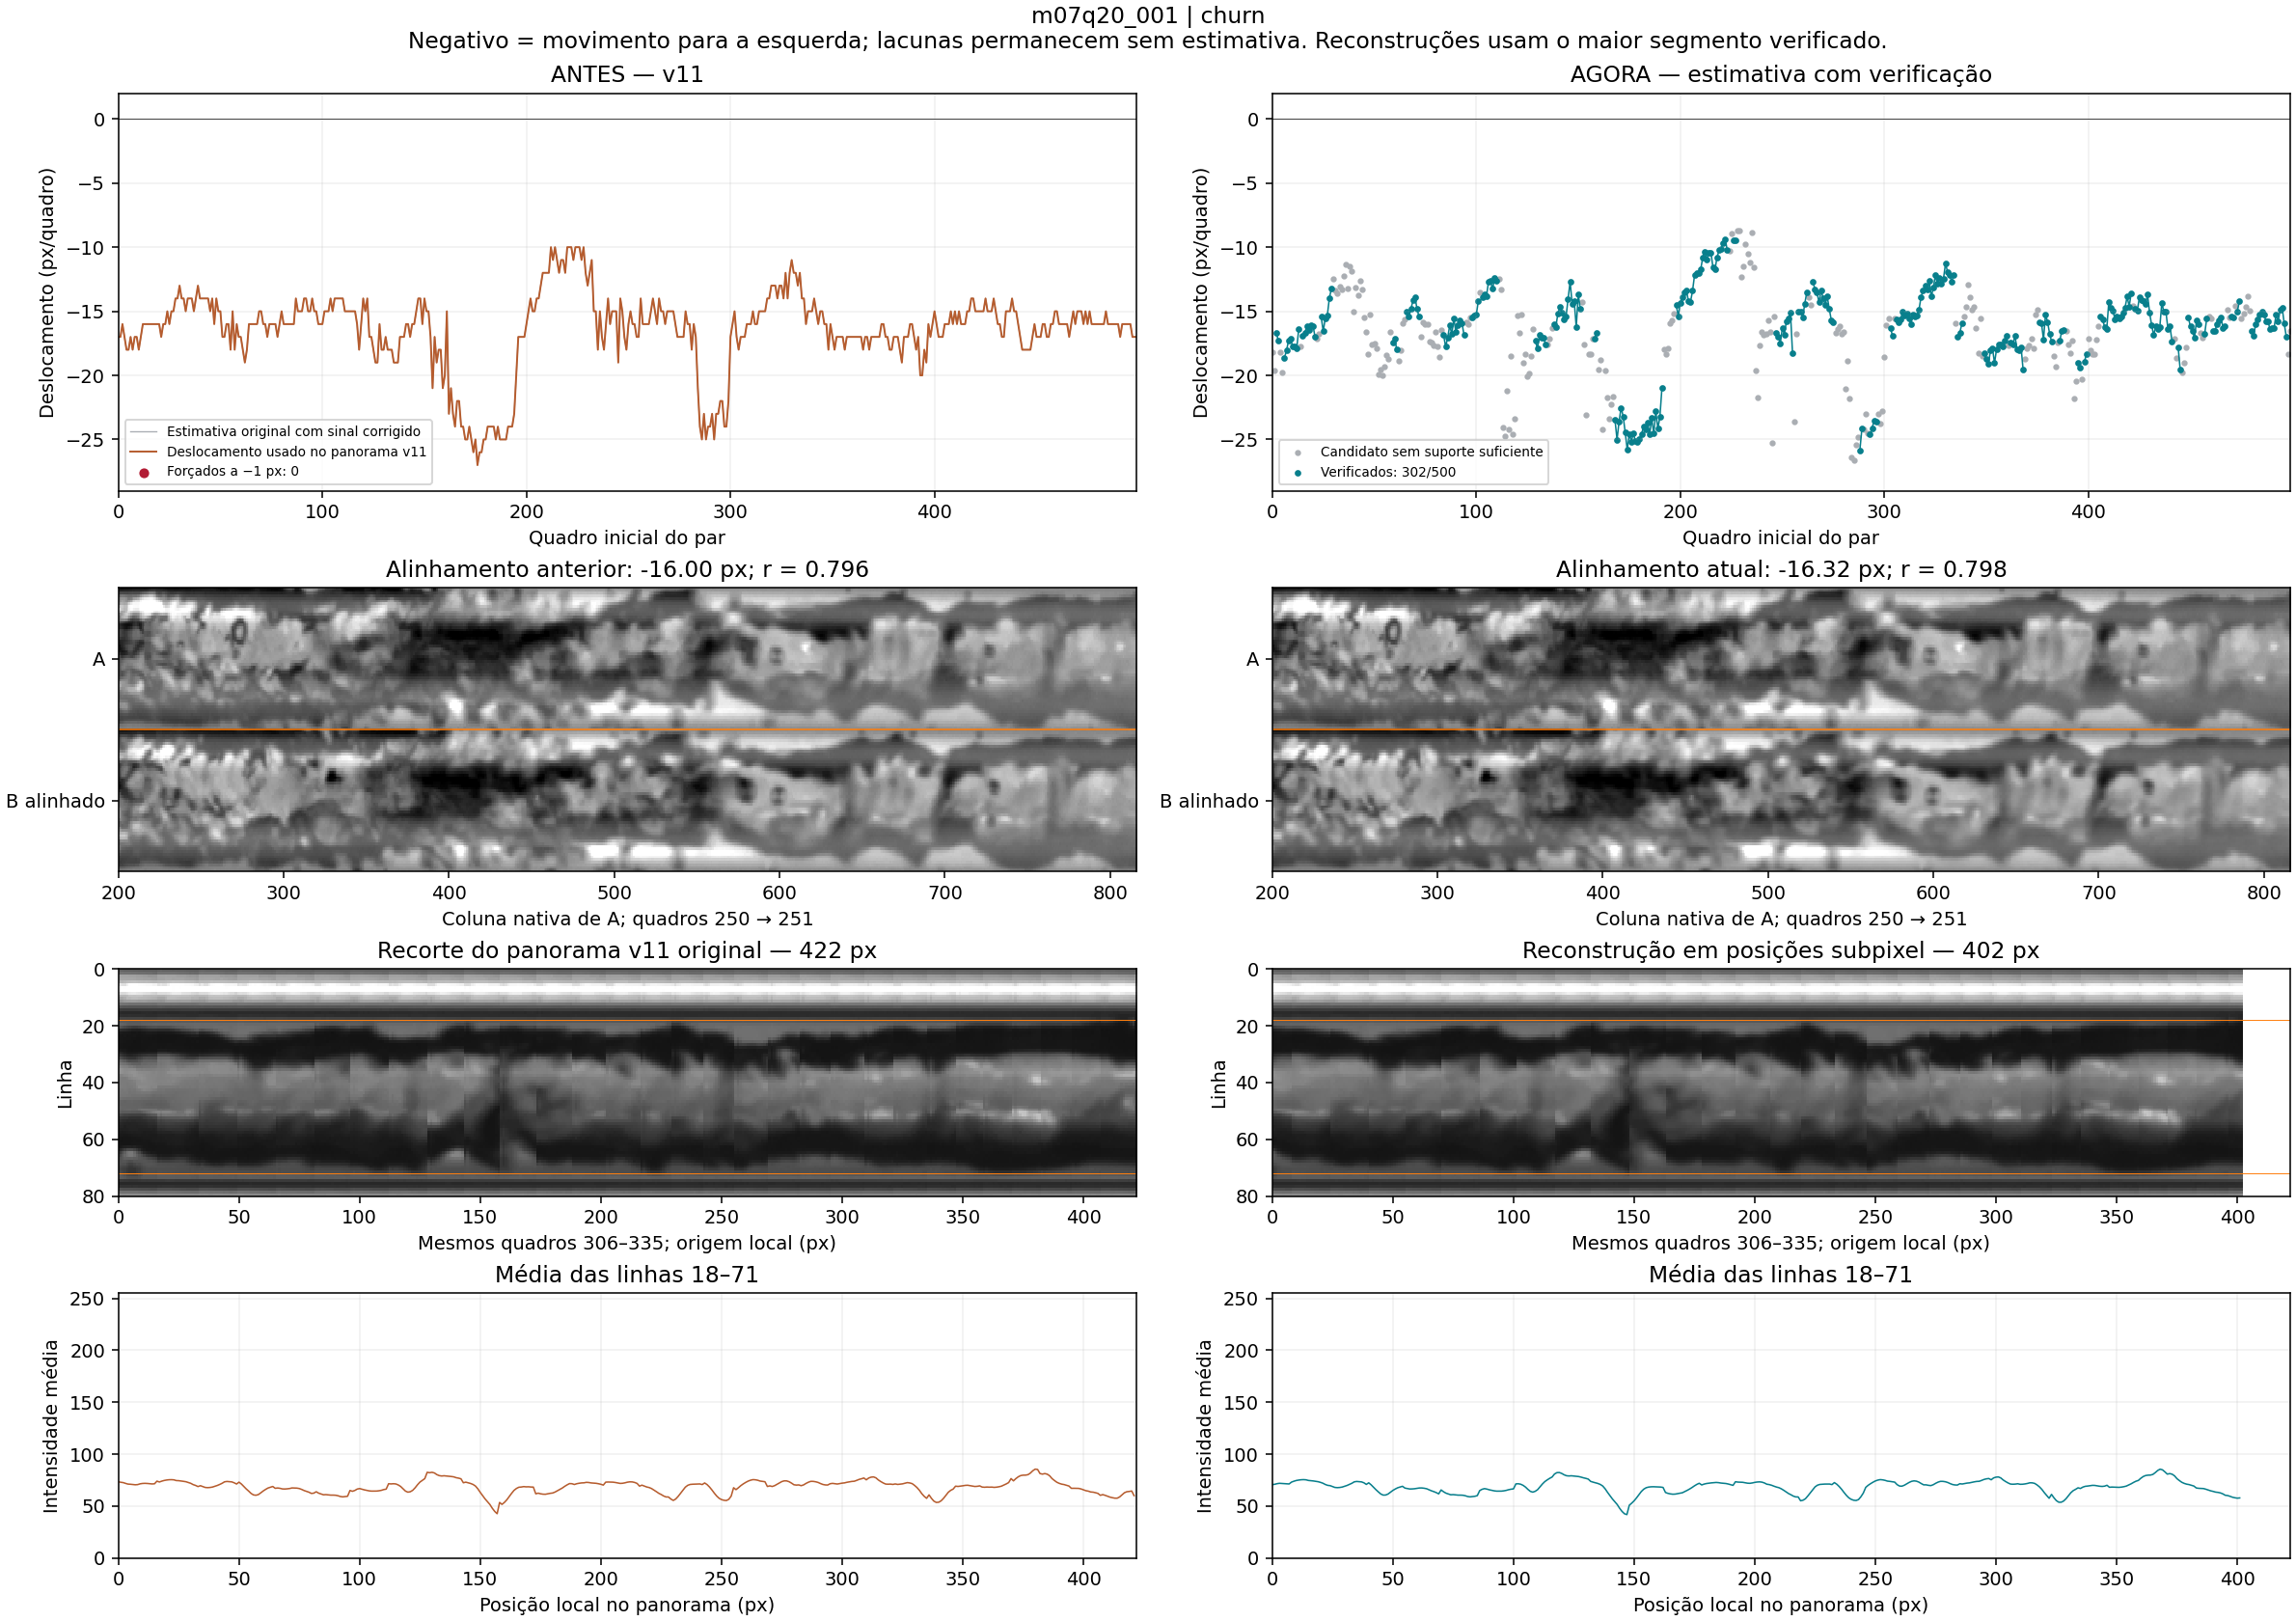 m07q20_001 | churn
Negativo = movimento para a esquerda; lacunas permanecem sem estimativa. Reconstruções usam o maior segmento verificado.
ANTES — v11
0
−5
−10
−15
−20
−25
Deslocamento (px/quadro)
Estimativa original com sinal corrigido
Deslocamento usado no panorama v11
Forçados a −1 px: 0
0 100 200 300 400
Quadro inicial do par
AGORA — estimativa com verificação
0
−5
−10
−15
−20
−25
Deslocamento (px/quadro)
Candidato sem suporte suficiente
Verificados: 302/500
0 100 200 300 400
Quadro inicial do par
Alinhamento anterior: -16.00 px; r = 0.796
A
B alinhado
200 300 400 500 600 700 800
Coluna nativa de A; quadros 250 → 251
Alinhamento atual: -16.32 px; r = 0.798
A
B alinhado
200 300 400 500 600 700 800
Coluna nativa de A; quadros 250 → 251
Recorte do panorama v11 original — 422 px
0
20
40
60
80
Linha
0 50 100 150 200 250 300 350 400
Mesmos quadros 306–335; origem local (px)
Reconstrução em posições subpixel — 402 px
0
20
40
60
80
Linha
0 50 100 150 200 250 300 350 400
Mesmos quadros 306–335; origem local (px)
Média das linhas 18–71
250
200
150
100
50
0
Intensidade média
0 50 100 150 200 250 300 350 400
Posição local no panorama (px)
Média das linhas 18–71
250
200
150
100
50
0
Intensidade média
0 50 100 150 200 250 300 350 400
Posição local no panorama (px)